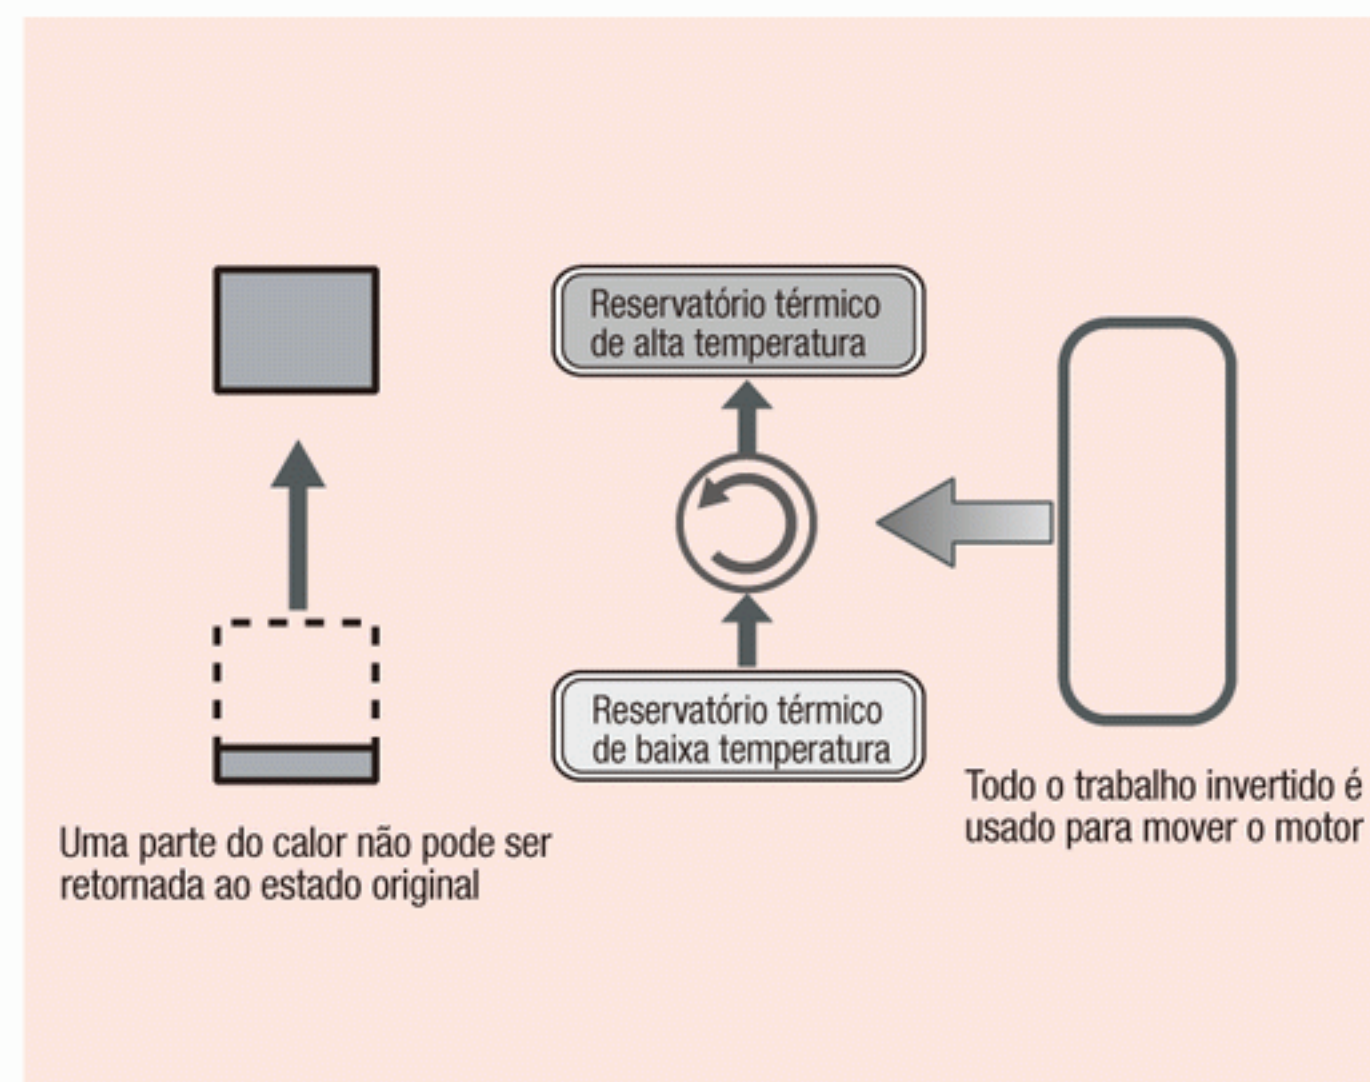 Reservatório térmico
de alta temperatura
Reservatório térmico
de baixa temperatura
Todo o trabalho invertido é
usado para mover o motor
Uma parte do calor não pode ser
retornada ao estado original